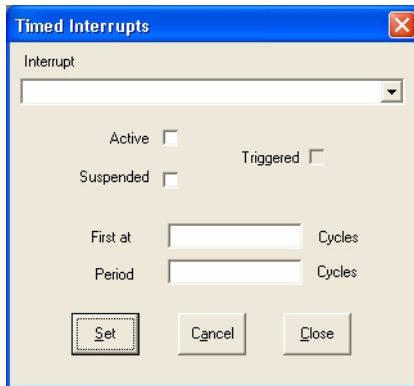 Timed Interrupts
Interrupt
Active
Triggered
Suspended
First at Cycles
Period Cycles
Set Cancel Close